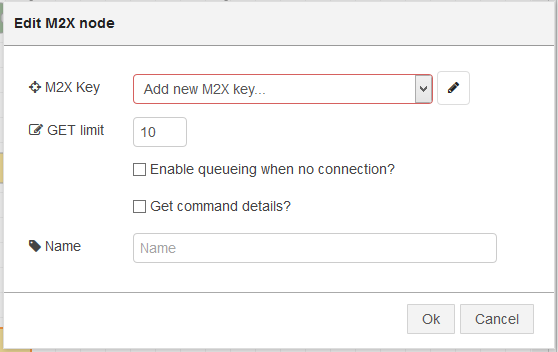 Edit M2X node
M2X Key
Add new M2X key...
GET limit
10
Enable queueing when no connection?
Get command details?
Name
Name
Ok
Cancel